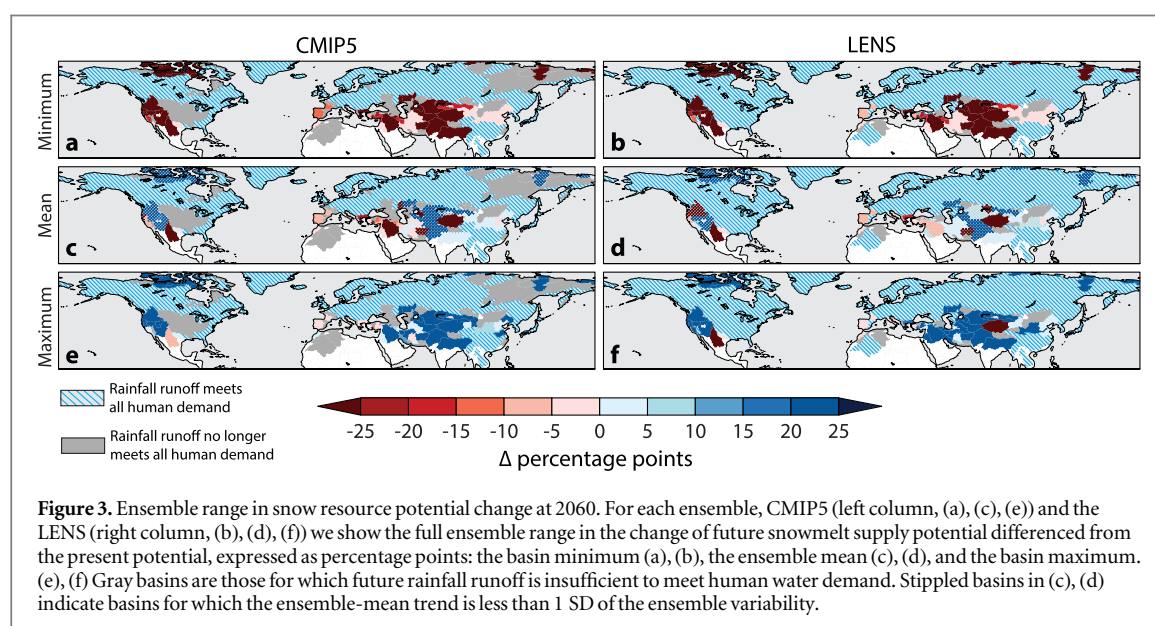 CMIP5
LENS
Minimum
a
b
Mean
c
d
Maximum
e
f
Rainfall runoff meets
all human demand
Rainfall runoff no longer
meets all human demand
-25 -20 -15 -10 -5 0 5 10 15 20 25
Δ percentage points
Figure 3. Ensemble range in snow resource potential change at 2060. For each ensemble, CMIP5 (left column, (a), (c), (e)) and the
LENS (right column, (b), (d), (f)) we show the full ensemble range in the change of future snowmelt supply potential differenced from
the present potential, expressed as percentage points: the basin minimum (a), (b), the ensemble mean (c), (d), and the basin maximum.
(e), (f) Gray basins are those for which future rainfall runoff is insufficient to meet human water demand. Stippled basins in (c), (d)
indicate basins for which the ensemble-mean trend is less than 1 SD of the ensemble variability.